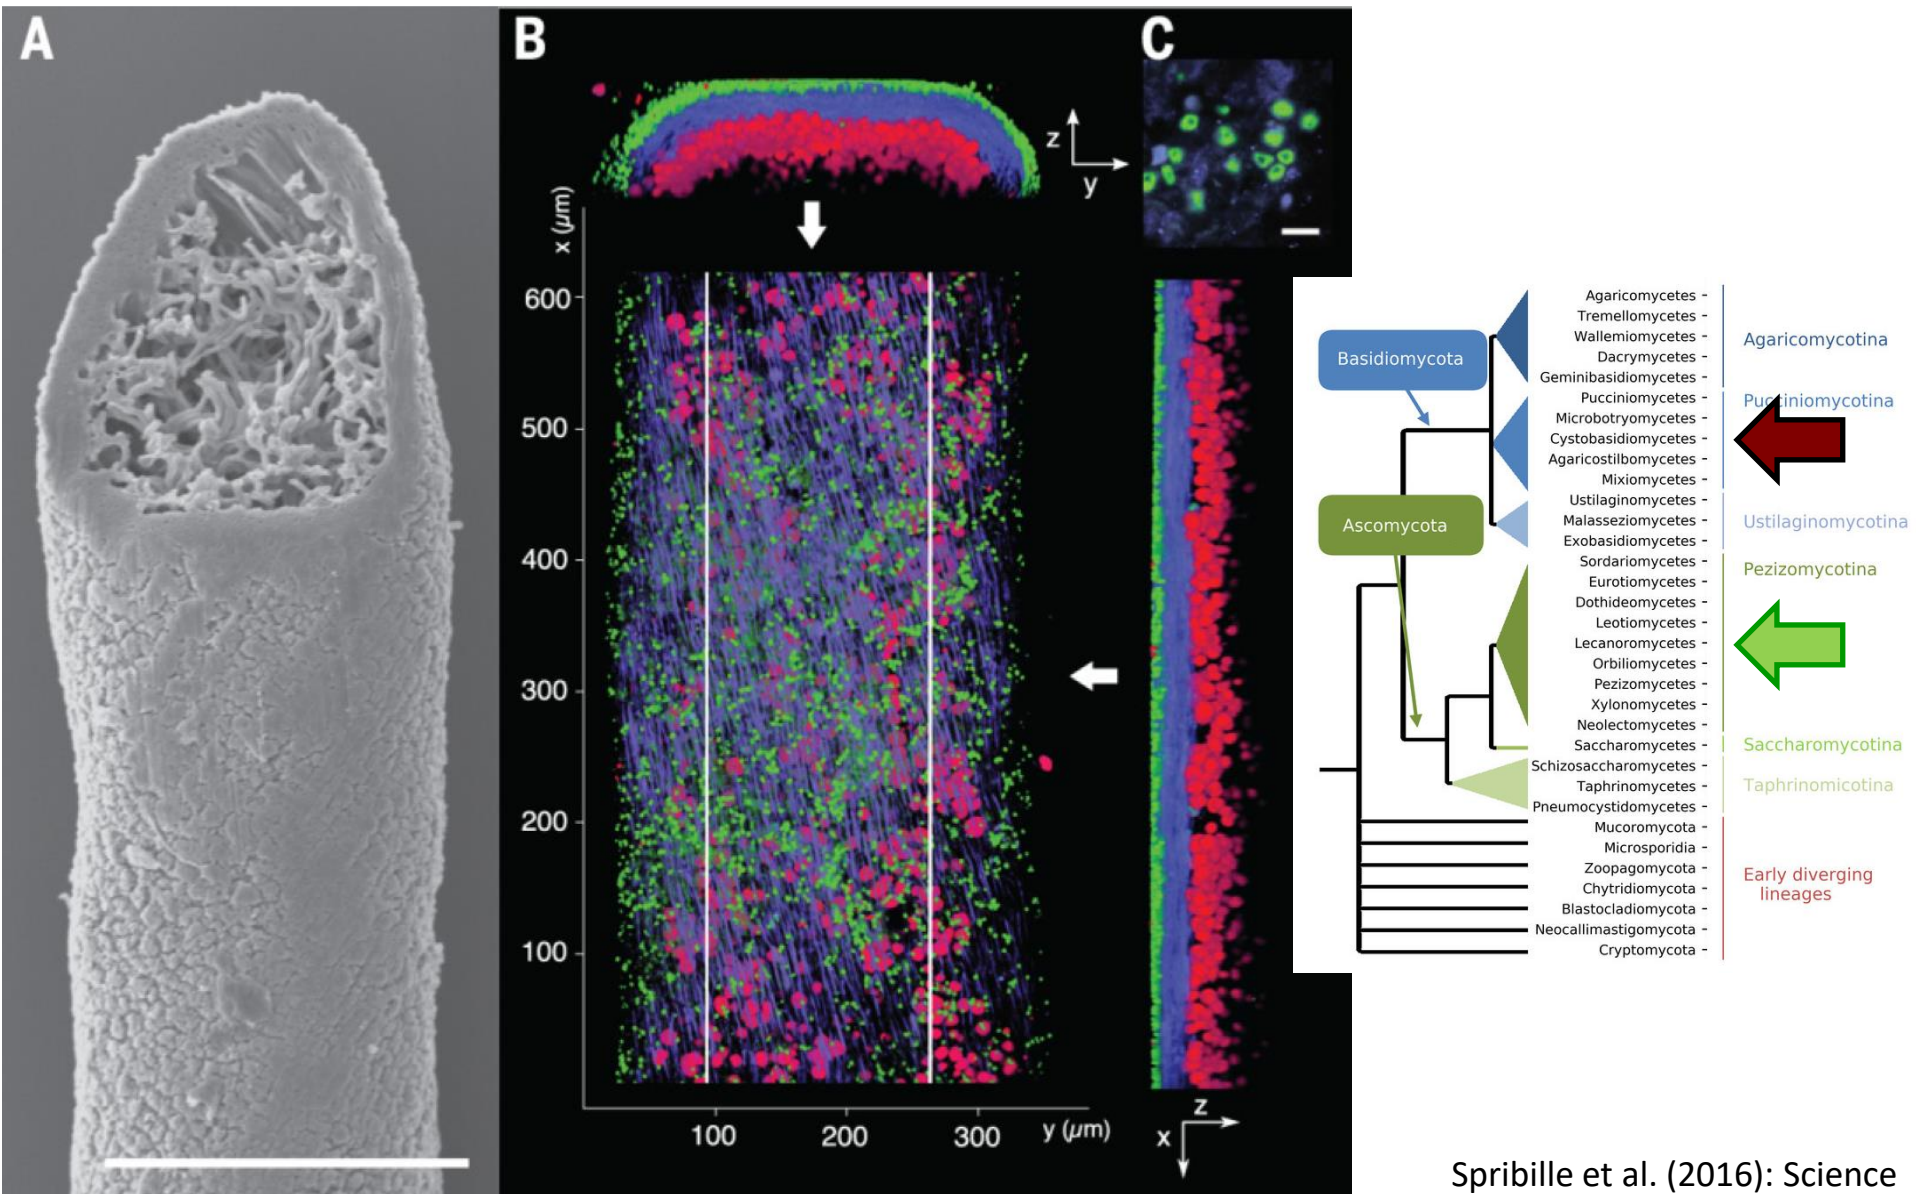 A
B
C
z
y
x (µm)
600
500
400
300
200
100
100
200
300
y (µm)
z
x
Basidiomycota
Ascomycota
Agaricomycetes -
Tremellomycetes -
Wallemiomycetes -
Dacrymycetes -
Geminibasidiomycetes -
Pucciniomycetes -
Microbotryomycetes -
Cystobasidiomycetes -
Agaricostilbomycetes -
Mixiomycetes -
Ustilaginomycetes -
Malasseziomycetes -
Exobasidiomycetes -
Sordariomycetes -
Eurotiomycetes -
Dothideomycetes -
Leotiomycetes -
Lecanoromycetes -
Orbiliomycetes -
Pezizomycetes -
Xylonomycetes -
Neolectomycetes -
Saccharomycetes -
Schizosaccharomycetes -
Taphrinomycetes -
Pneumocystidomycetes -
Mucoromycota -
Microsporidia -
Zoopagomycota -
Chytridiomycota -
Blastocladiomycota -
Neocallimastigomycota -
Cryptomycota -
Agaricomycotina
Pucciniomycotina
Ustilaginomycotina
Pezizomycotina
Saccharomycotina
Taphrinomicotina
Early diverging
lineages
Spribille et al. (2016): Science